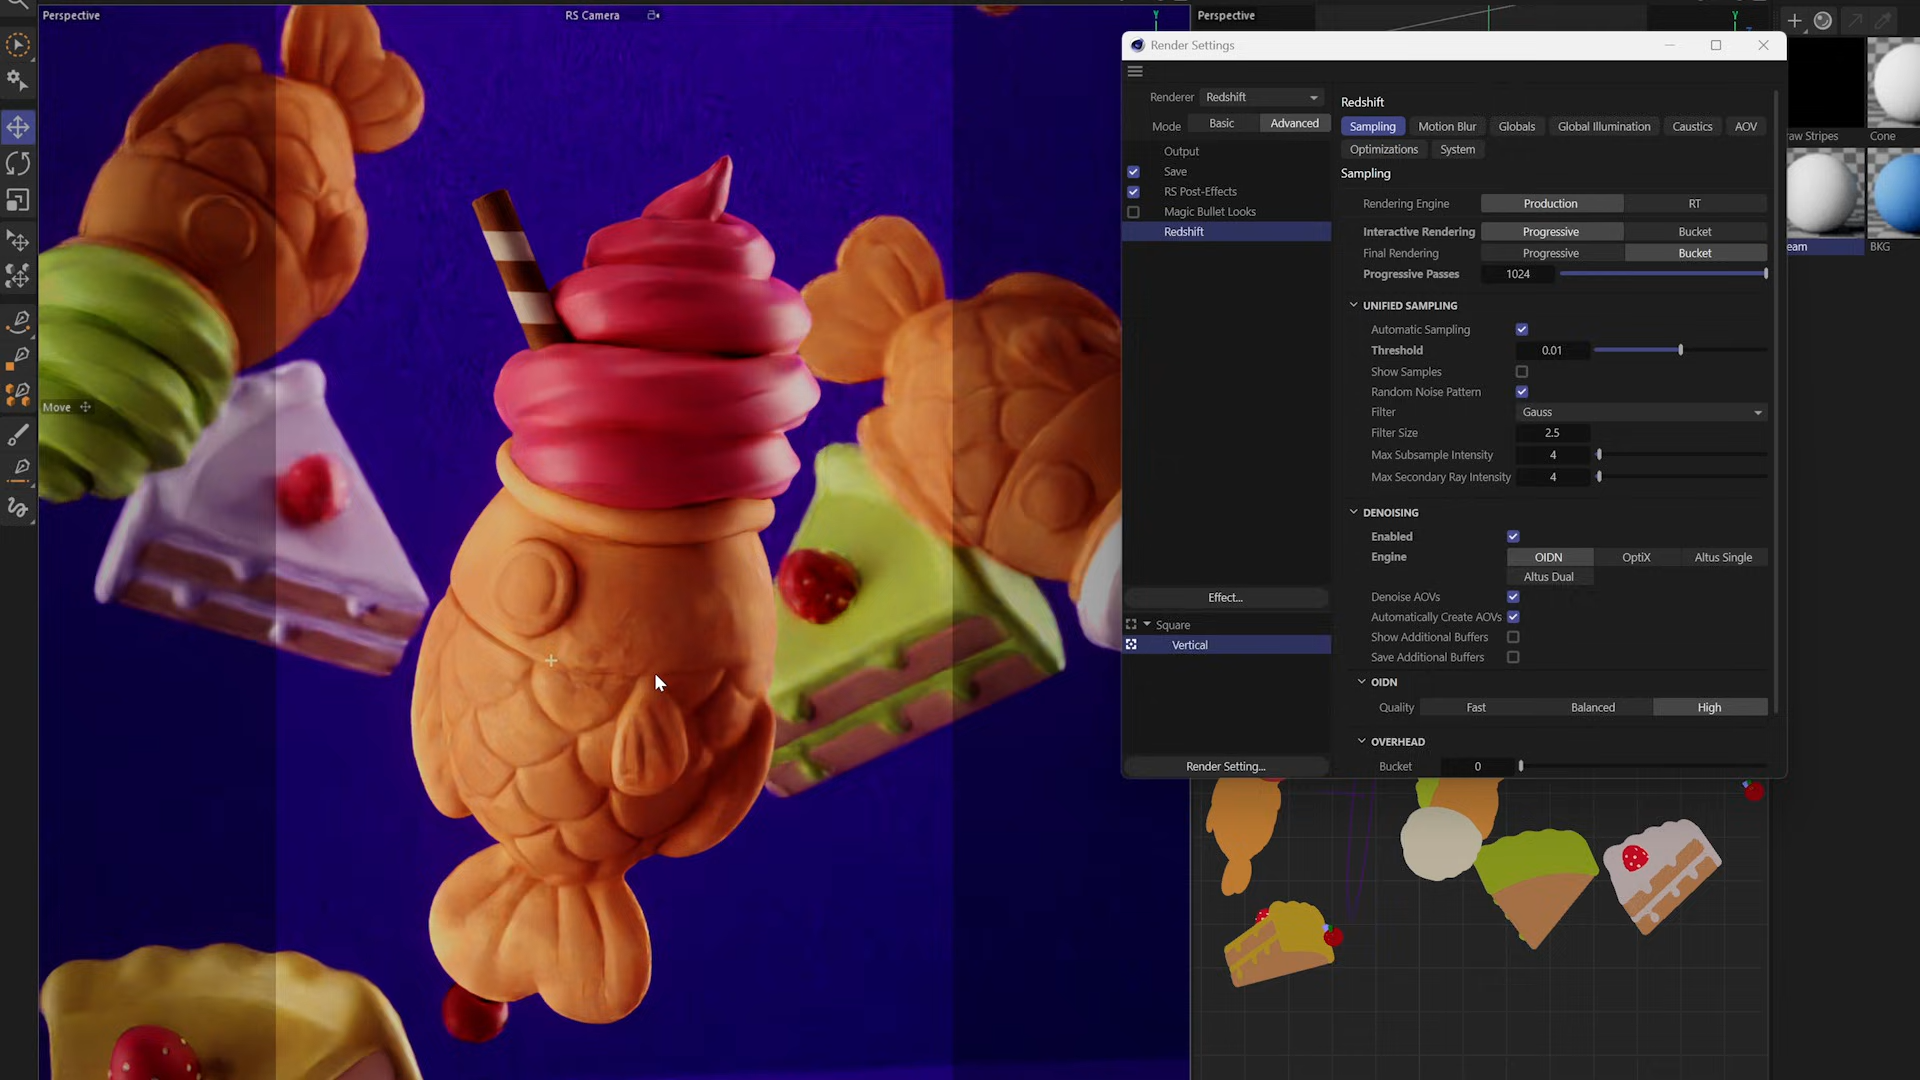 Perspective
RS Camera
Y
Perspective
Y
Move
Render Settings
Renderer Redshift
Mode Basic Advanced
Output
Save
RS Post-Effects
Magic Bullet Looks
Redshift
Effect...
Square
Vertical
Render Setting...
Redshift
Sampling Motion Blur Globals Global Illumination Caustics AOV
Optimizations System
Sampling
Rendering Engine Production RT
Interactive Rendering Progressive Bucket
Final Rendering Progressive Bucket
Progressive Passes 1024
UNIFIED SAMPLING
Automatic Sampling
Threshold 0.01
Show Samples
Random Noise Pattern
Filter Gauss
Filter Size 2.5
Max Subsample Intensity 4
Max Secondary Ray Intensity 4
DENOISING
Enabled
Engine OIDN OptiX Altus Single
Altus Dual
Denoise AOVs
Automatically Create AOVs
Show Additional Buffers
Save Additional Buffers
OIDN
Quality Fast Balanced High
OVERHEAD
Bucket 0
raw Stripes Cone
eam BKG